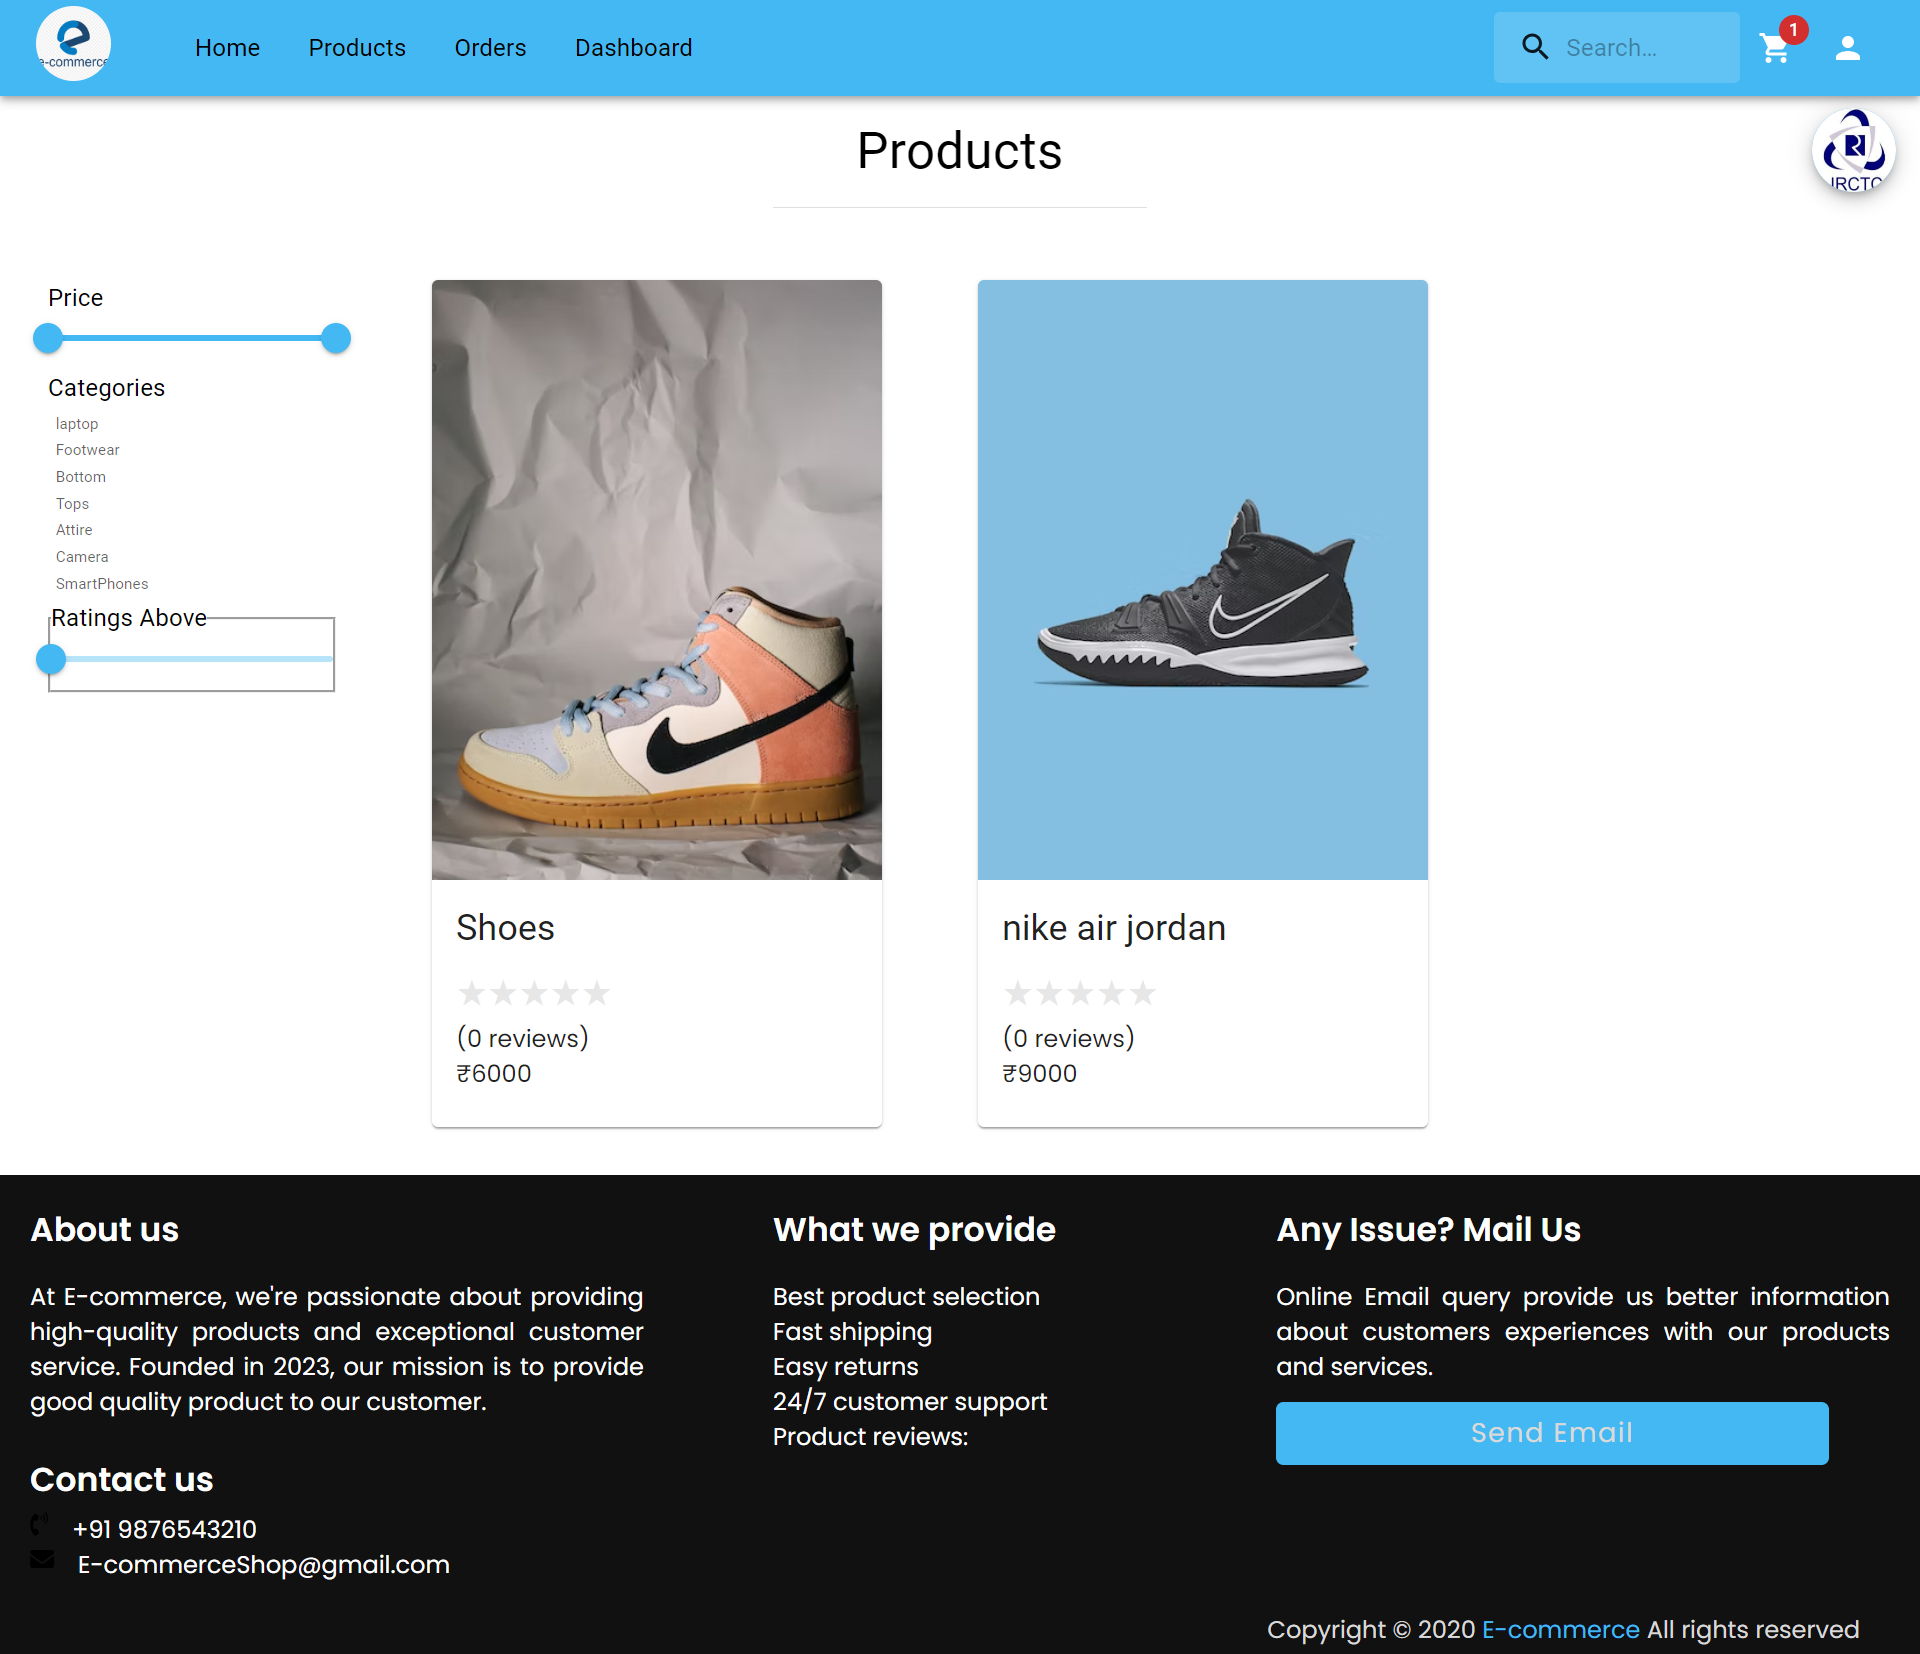 e-commerce
Home Products Orders Dashboard
Search...
1
Products
IRCTC
Price
Categories
laptop
Footwear
Bottom
Tops
Attire
Camera
SmartPhones
Ratings Above
Shoes
(0 reviews)
₹6000
nike air jordan
(0 reviews)
₹9000
About us
At E-commerce, we're passionate about providing
high-quality products and exceptional customer
service. Founded in 2023, our mission is to provide
good quality product to our customer.
Contact us
+91 9876543210
E-commerceShop@gmail.com
What we provide
Best product selection
Fast shipping
Easy returns
24/7 customer support
Product reviews:
Any Issue? Mail Us
Online Email query provide us better information
about customers experiences with our products
and services.
Send Email
Copyright © 2020 E-commerce All rights reserved